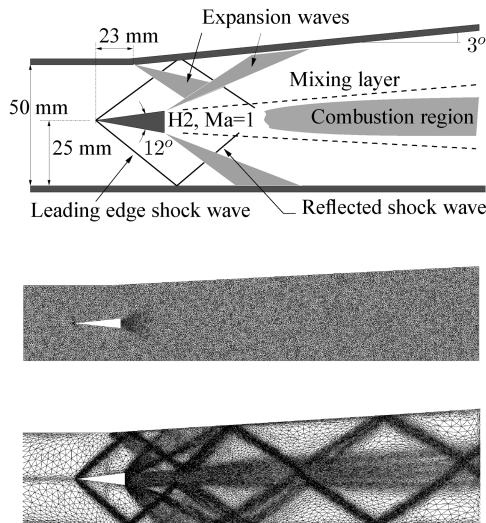 23 mm
Expansion waves
3°
50 mm
Mixing layer
H2, Ma=1
Combustion region
25 mm
12°
Leading edge shock wave
Reflected shock wave